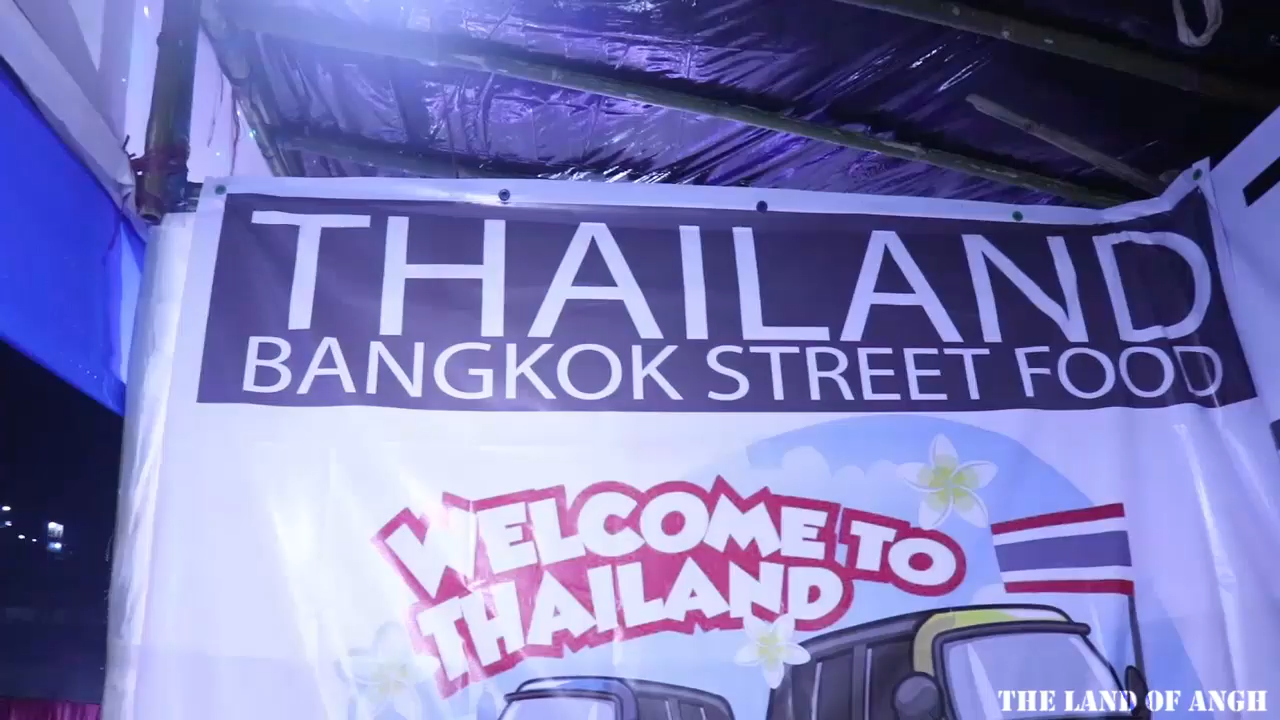 THAILAND
BANGKOK STREET FOOD
WELCOME TO
THAILAND
THE LAND OF ANGH